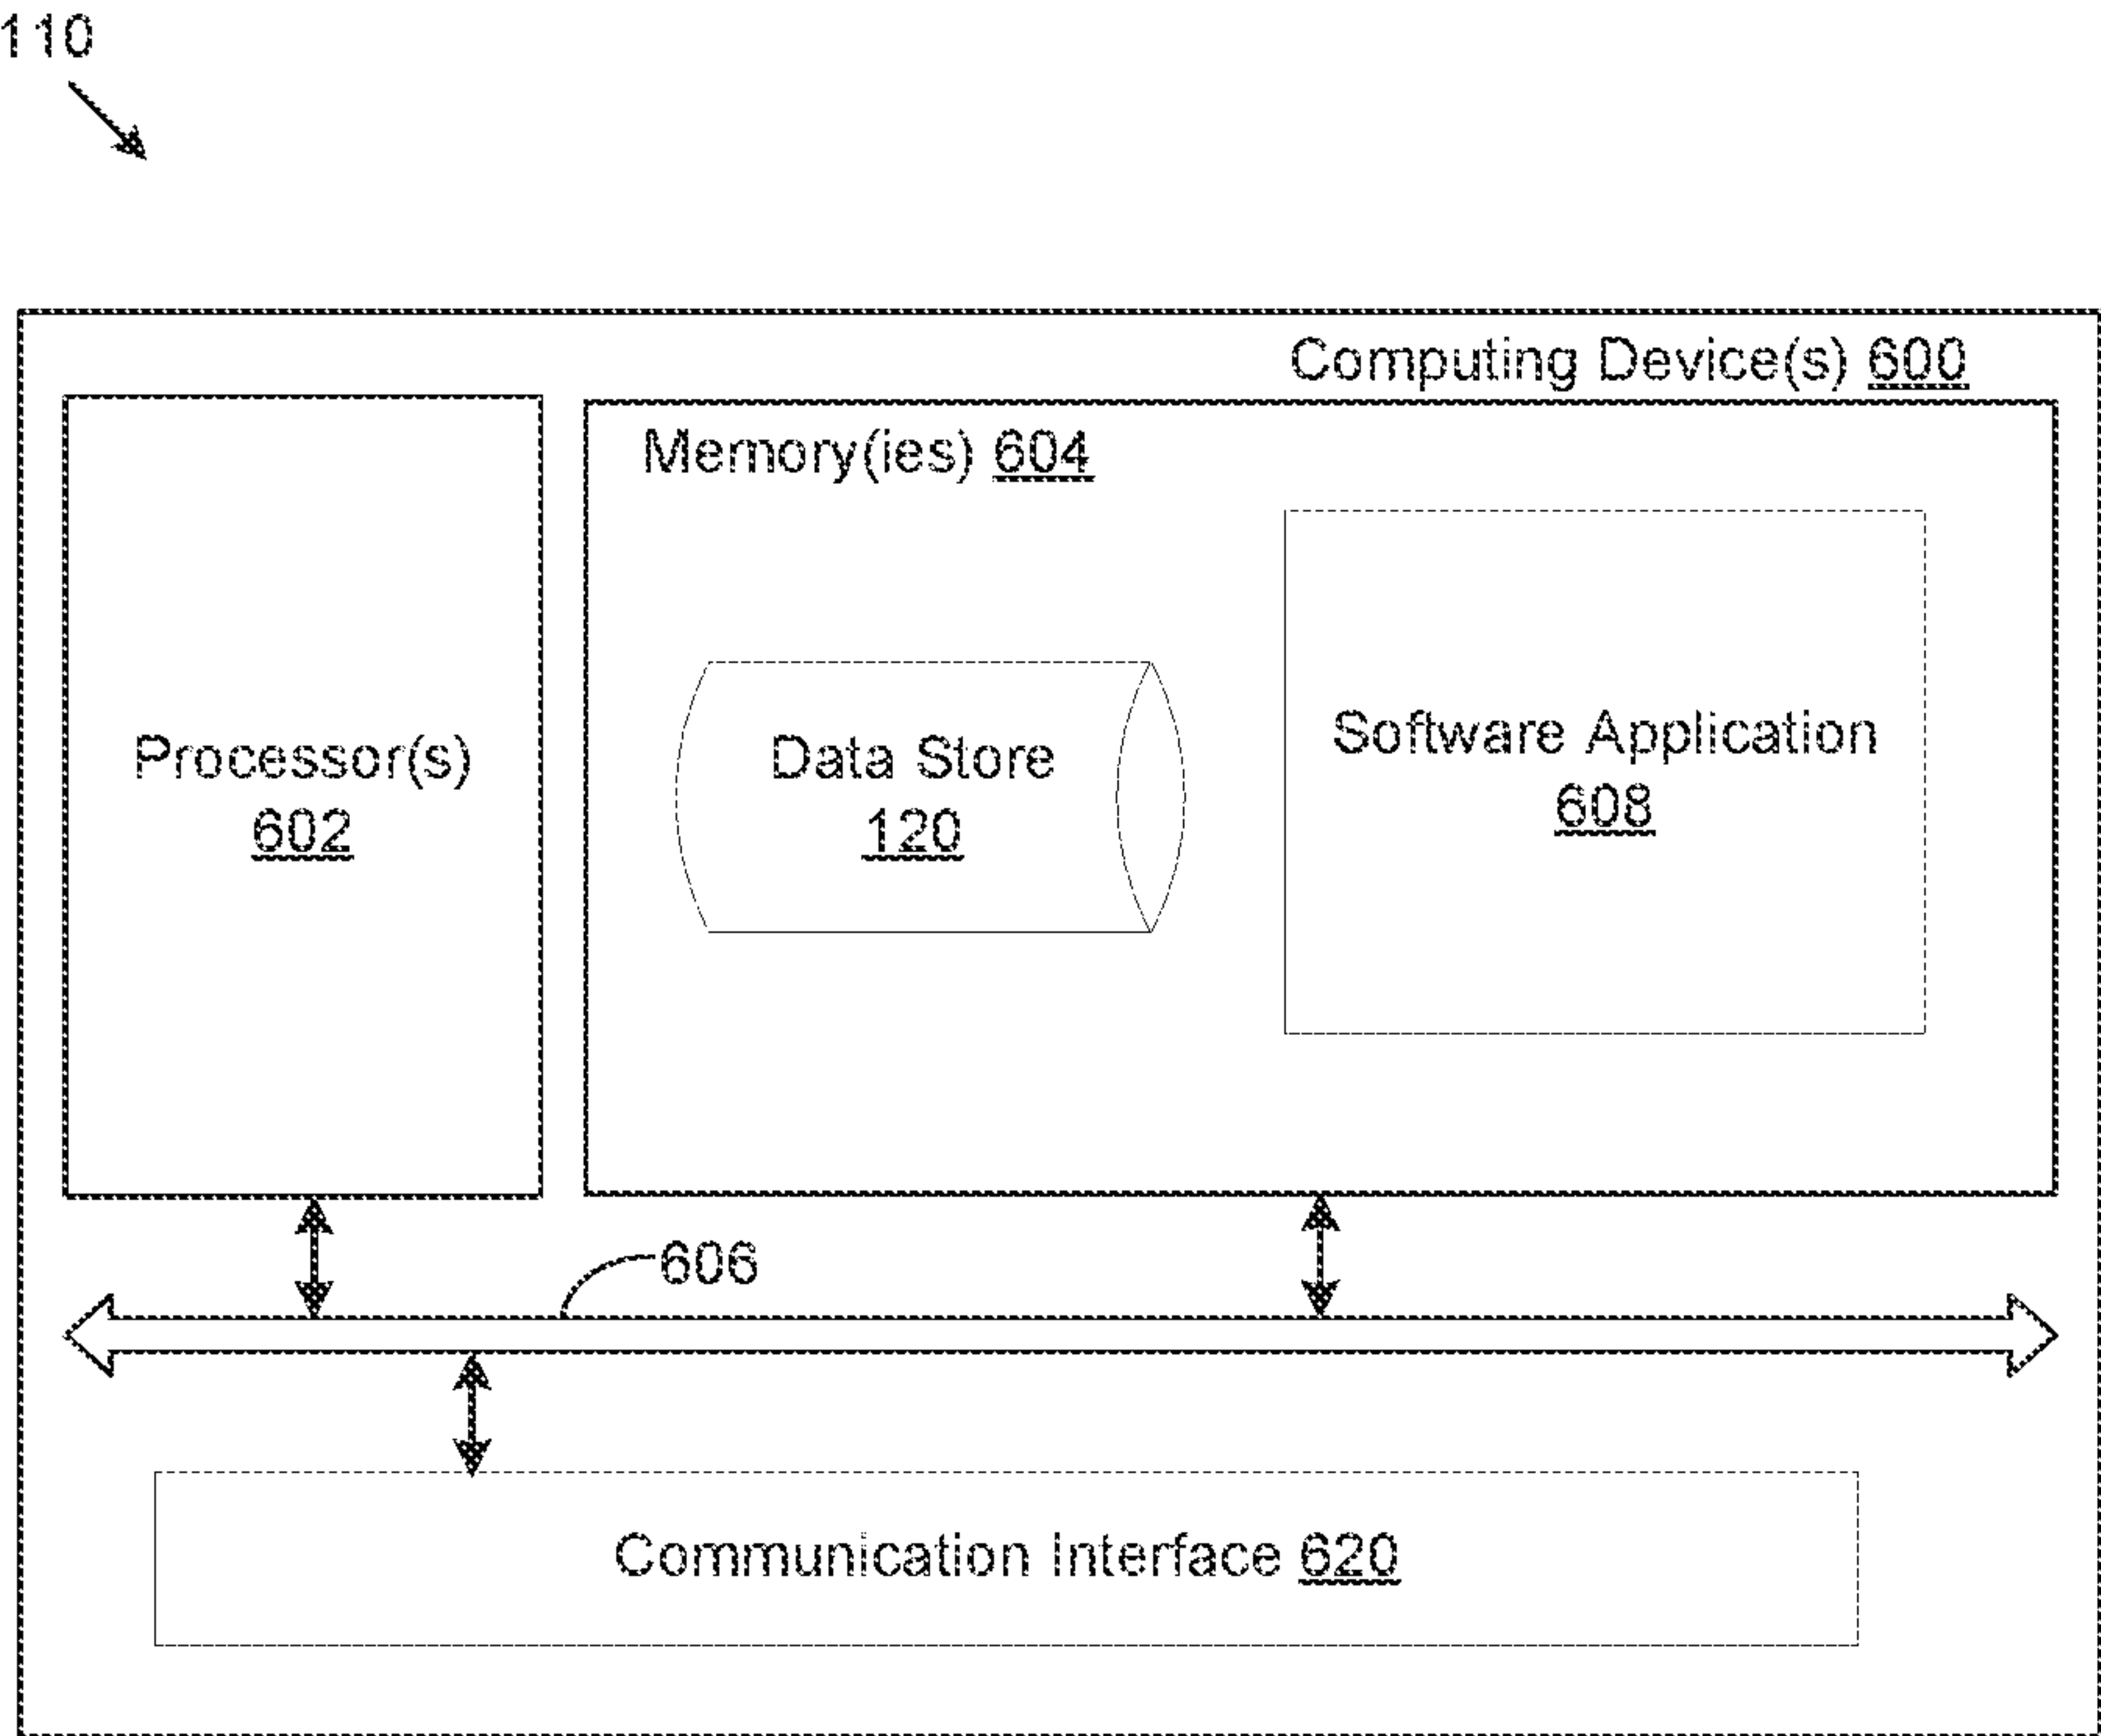 110
Computing Device(s) 600
Memory(ies) 604
Processor(s)
602
Data Store
120
Software Application
608
606
Communication Interface 620